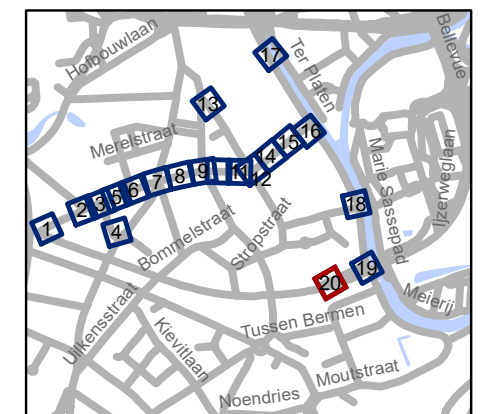 Hofbouwlaan
Ter Platen
Bellevue
17
13
Merelstraat
16
15
14
Marie Sassepad
Ijzerweglaan
12
11
9
8
7
6
5
3
2
1
4
18
Bommelstraat
Stropstraat
19
20
Meierij
Uilkensstraat
Tussen Bermen
Kievitlaan
Moutstraat
Noendries